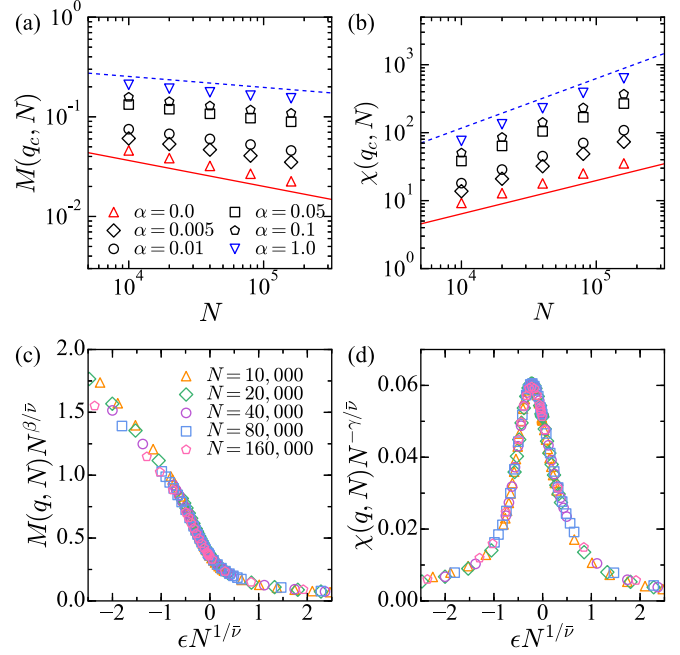 (a)
M(q_c, N)
10^0
10^{-1}
10^{-2}
α=0.0
α=0.005
α=0.01
α=0.05
α=0.1
α=1.0
10^4
10^5
N
(b)
χ(q_c, N)
10^4
10^3
10^2
10^1
10^0
10^4
10^5
N
(c)
M(q, N)N^{β/ν̄}
2.0
1.5
1.0
0.5
0.0
N=10,000
N=20,000
N=40,000
N=80,000
N=160,000
−2 −1 0 1 2
ϵN^{1/ν̄}
(d)
χ(q, N)N^{−γ/ν̄}
0.06
0.04
0.02
0.00
−2 −1 0 1 2
ϵN^{1/ν̄}